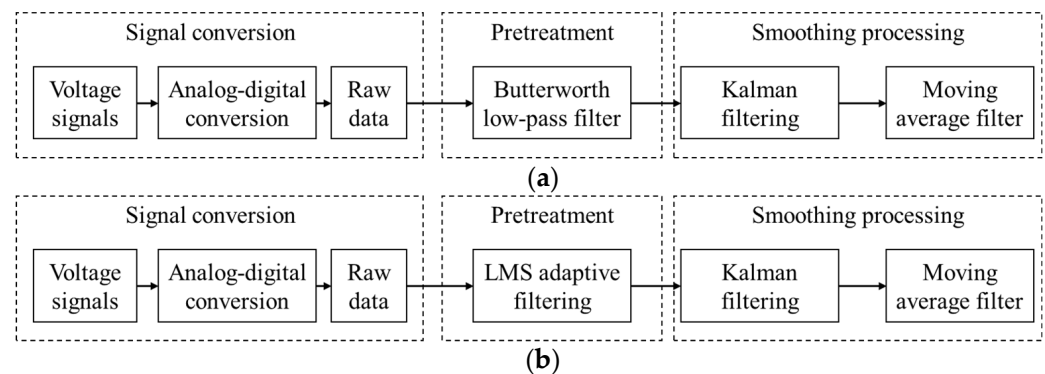 Signal conversion
Pretreatment
Smoothing processing
Voltage
signals
Analog-digital
conversion
Raw
data
Butterworth
low-pass filter
Kalman
filtering
Moving
average filter
(a)
Signal conversion
Pretreatment
Smoothing processing
Voltage
signals
Analog-digital
conversion
Raw
data
LMS adaptive
filtering
Kalman
filtering
Moving
average filter
(b)